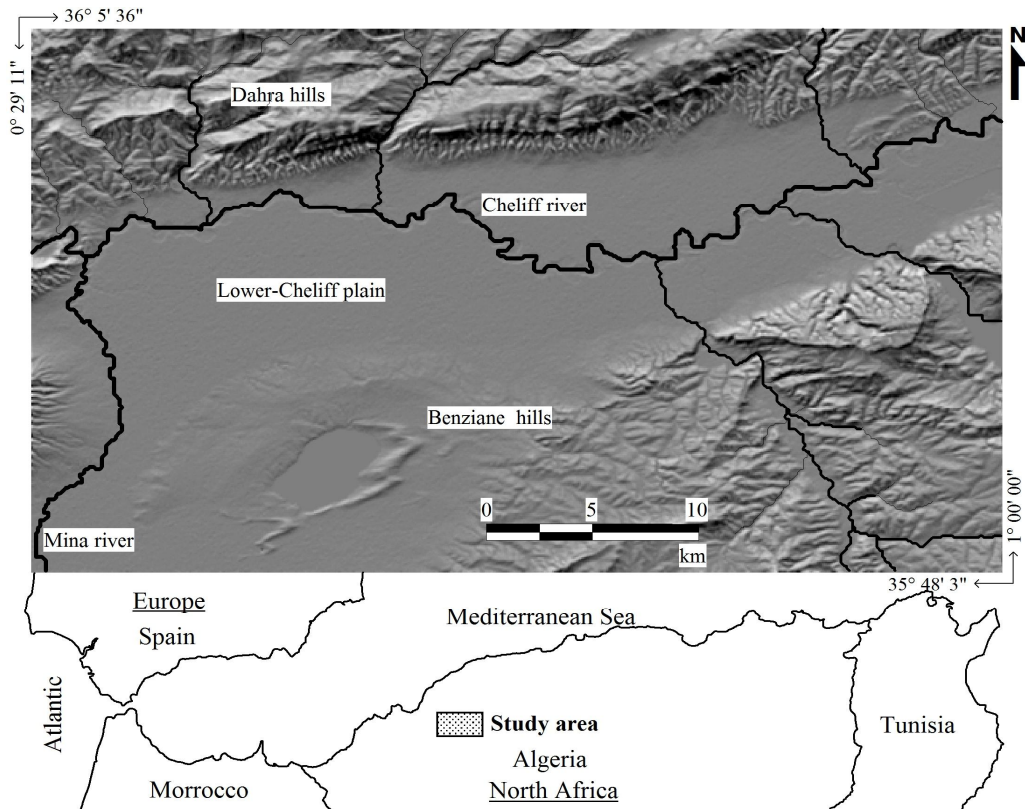 36° 5' 36"
N
0° 29' 11"
Dahra hills
Cheliff river
Lower-Cheliff plain
Benziane hills
0 5 10
km
Mina river
1° 00' 00"
35° 48' 3"
Europe
Spain
Mediterranean Sea
Atlantic
Study area
Algeria
North Africa
Tunisia
Morrocco